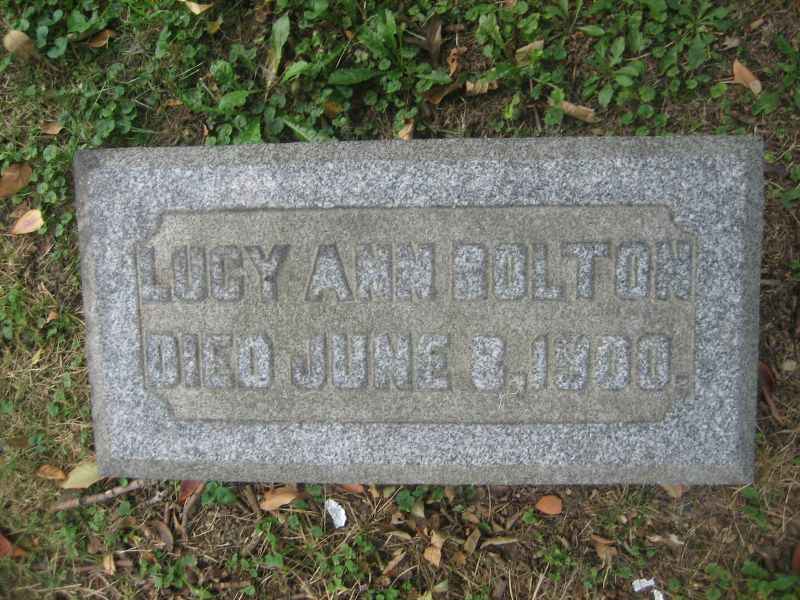 LUCY ANN BOLTON
DIED JUNE 8, 1900.